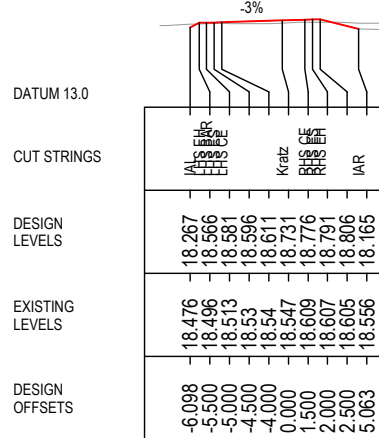 -3%
DATUM 13.0
CUT STRINGS
IAL
Kratz
IAR
DESIGN
LEVELS
18.267
18.566
18.581
18.596
18.611
18.731
18.776
18.791
18.806
18.165
EXISTING
LEVELS
18.476
18.496
18.513
18.53
18.54
18.547
18.609
18.607
18.605
18.556
DESIGN
OFFSETS
-6.098
-5.500
-5.000
-4.500
-4.000
0.000
1.500
2.000
2.500
5.063